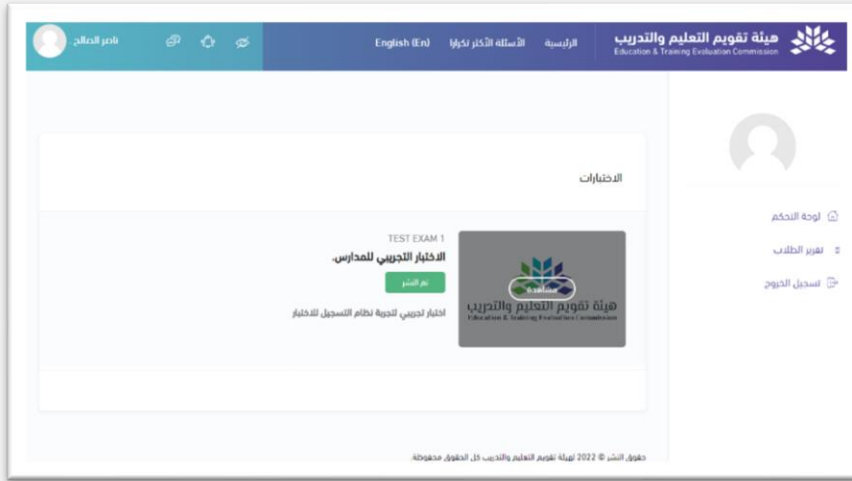 هيئة تقويم التعليم والتدريب
Education & Training Evaluation Commission
الرئيسية
الأسئلة الأكثر تكرارا
English (En)
ناصر الصالح
لوحة التحكم
تقرير الطلاب
تسجيل الخروج
الاختبارات
مشاهدة
هيئة تقويم التعليم والتدريب
Education & Training Evaluation Commission
TEST EXAM 1
الاختبار التجريبي للمدارس.
تم النشر
اختبار تجريبي لتجربة نظام التسجيل للاختبار
حقوق النشر © 2022 لهيئة تقويم التعليم والتدريب كل الحقوق محفوظة.